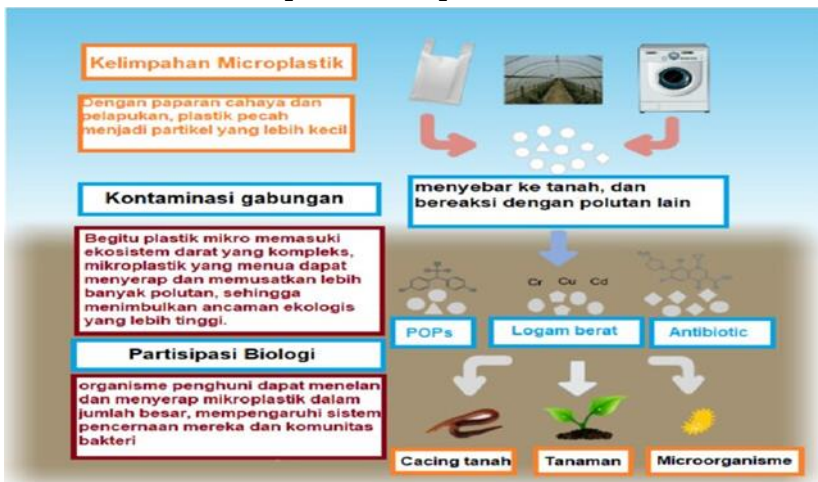 Kelimpahan Microplastik
Dengan paparan cahaya dan
pelapukan, plastik pecah
menjadi partikel yang lebih kecil
Kontaminasi gabungan
menyebar ke tanah, dan
bereaksi dengan polutan lain
Begitu plastik mikro memasuki
ekosistem darat yang kompleks,
mikroplastik yang menua dapat
menyerap dan memusatkan lebih
banyak polutan, sehingga
menimbulkan ancaman ekologis
yang lebih tinggi.
Cr Cu Cd
POPs
Logam berat
Antibiotic
Partisipasi Biologi
organisme penghuni dapat menelan
dan menyerap mikroplastik dalam
jumlah besar, mempengaruhi sistem
pencernaan mereka dan komunitas
bakteri
Cacing tanah
Tanaman
Microorganisme